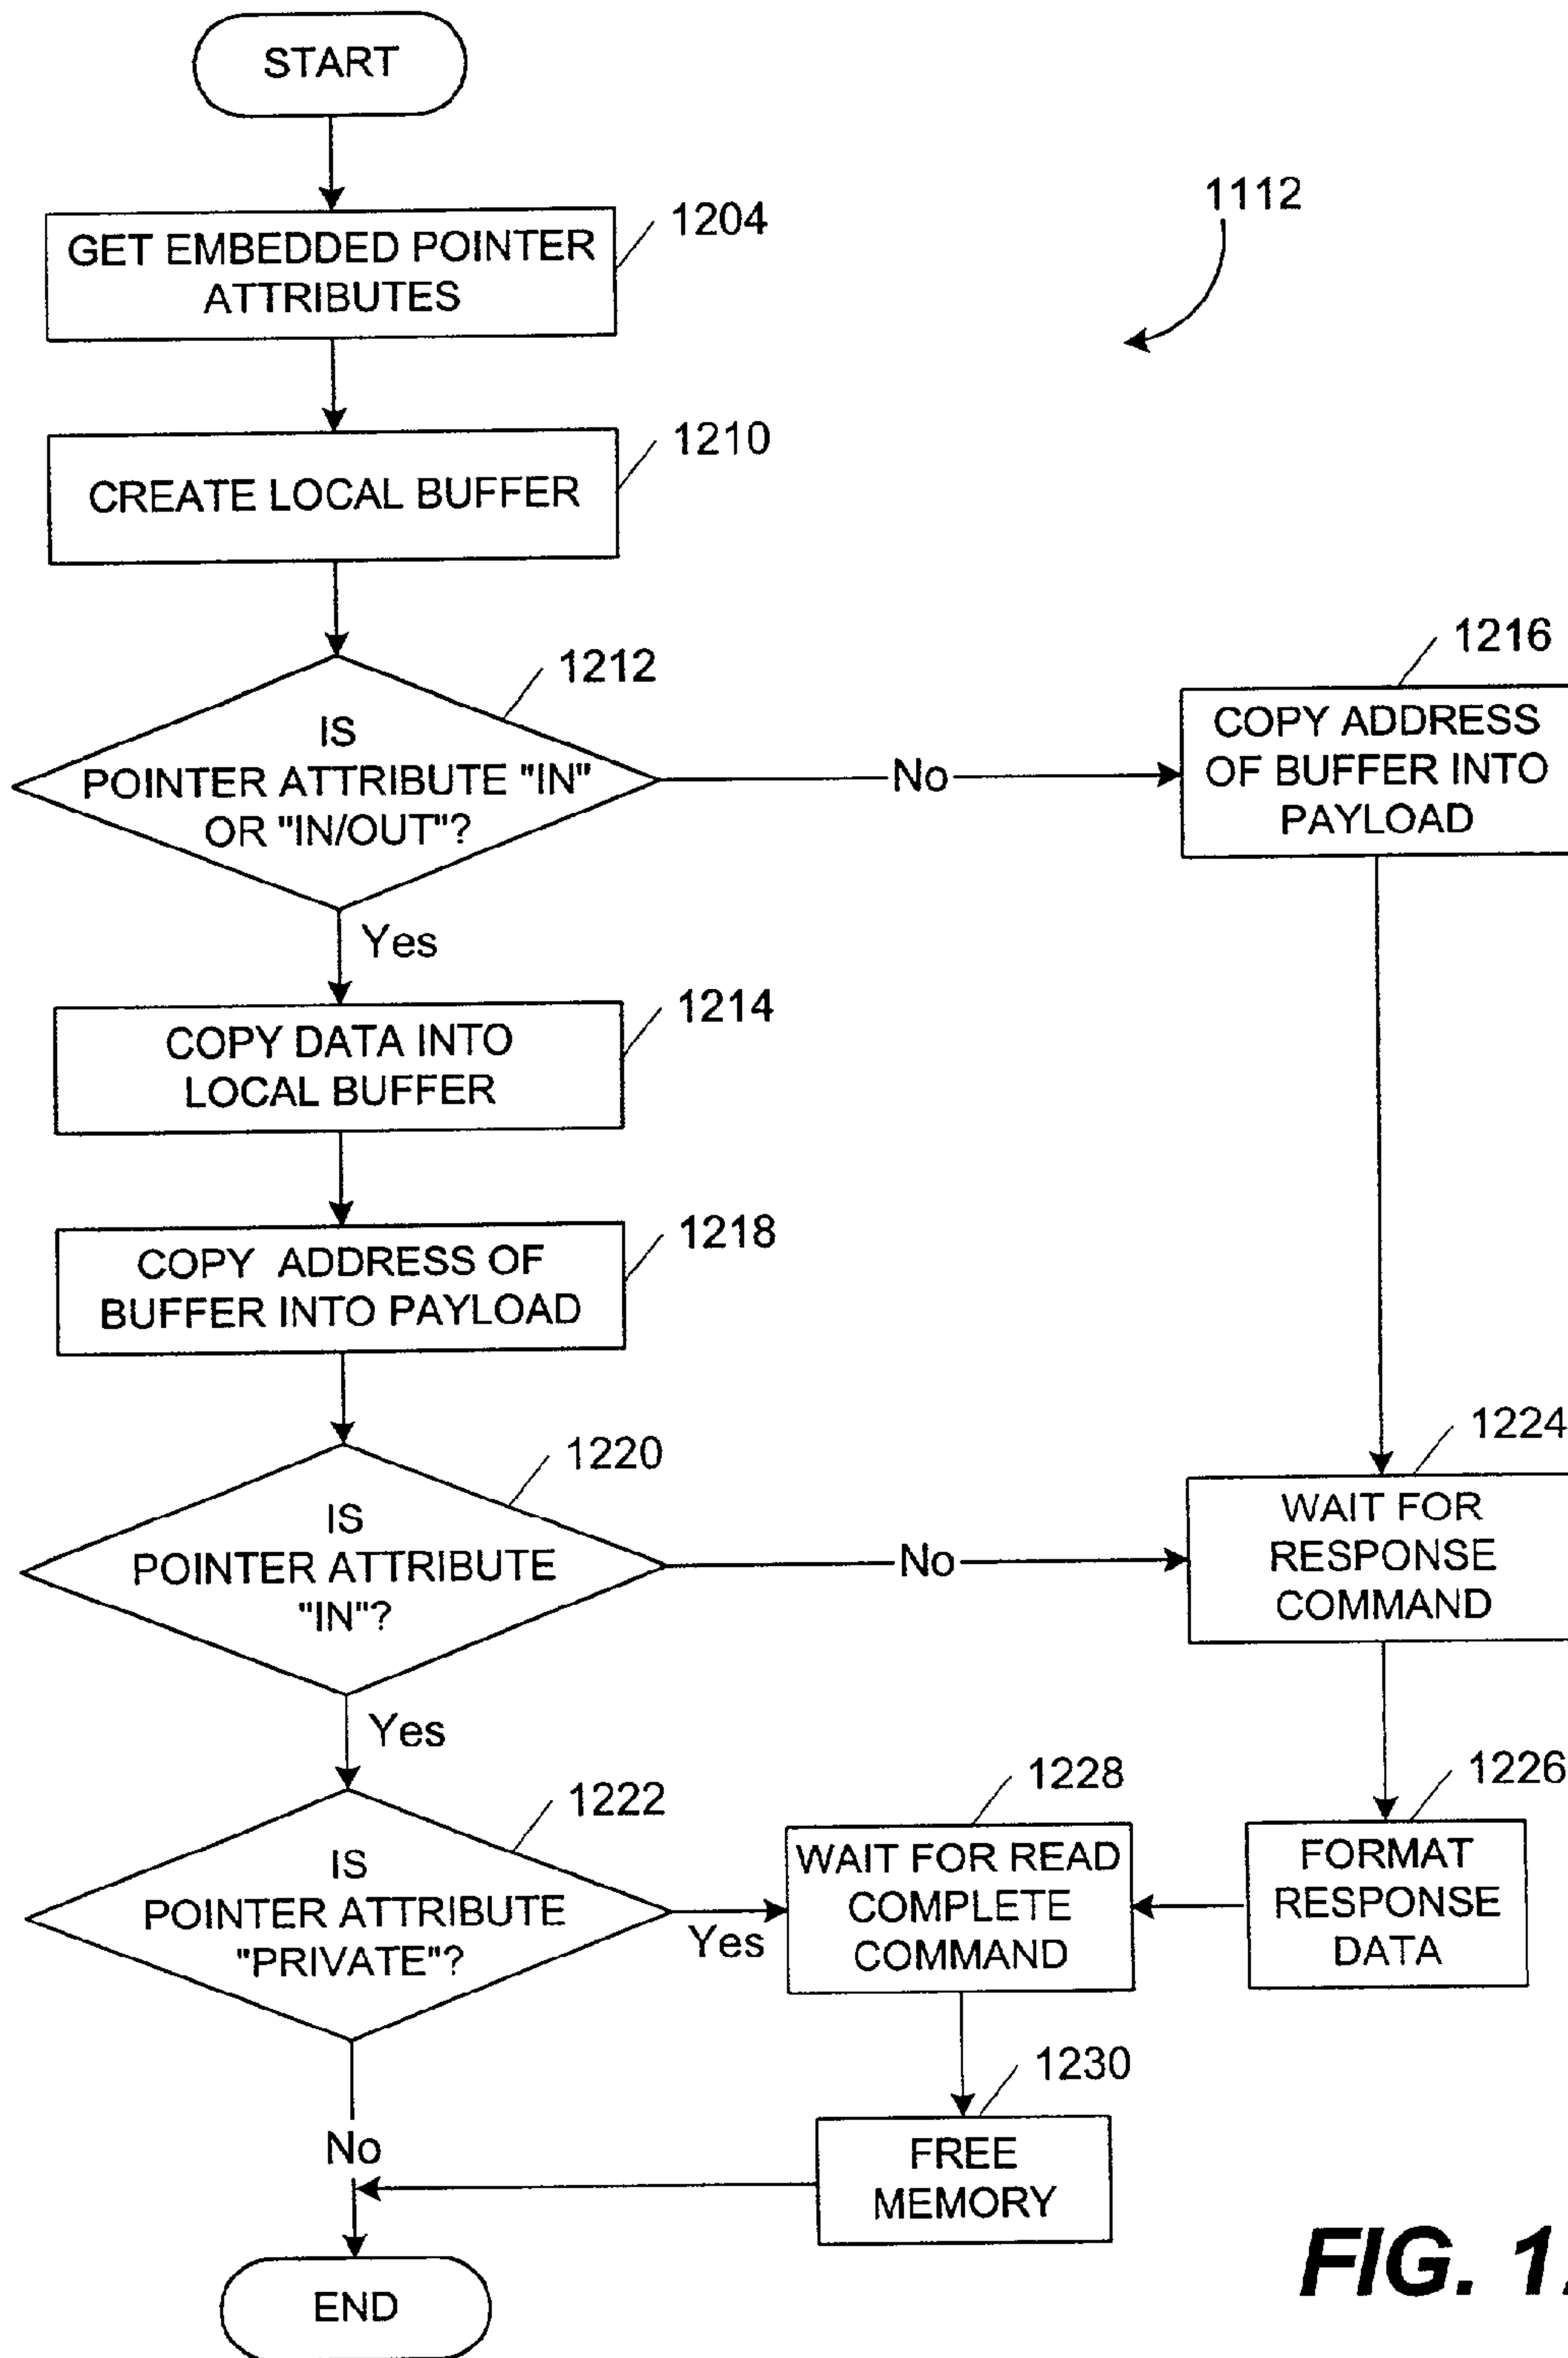 START
1112
1204
GET EMBEDDED POINTER
ATTRIBUTES
1210
CREATE LOCAL BUFFER
1212
IS
POINTER ATTRIBUTE "IN"
OR "IN/OUT"?
No
1216
COPY ADDRESS
OF BUFFER INTO
PAYLOAD
Yes
1214
COPY DATA INTO
LOCAL BUFFER
1218
COPY ADDRESS OF
BUFFER INTO PAYLOAD
1220
IS
POINTER ATTRIBUTE
"IN"?
No
1224
WAIT FOR
RESPONSE
COMMAND
Yes
1222
IS
POINTER ATTRIBUTE
"PRIVATE"?
Yes
1228
WAIT FOR READ
COMPLETE
COMMAND
1226
FORMAT
RESPONSE
DATA
No
1230
FREE
MEMORY
END
FIG.